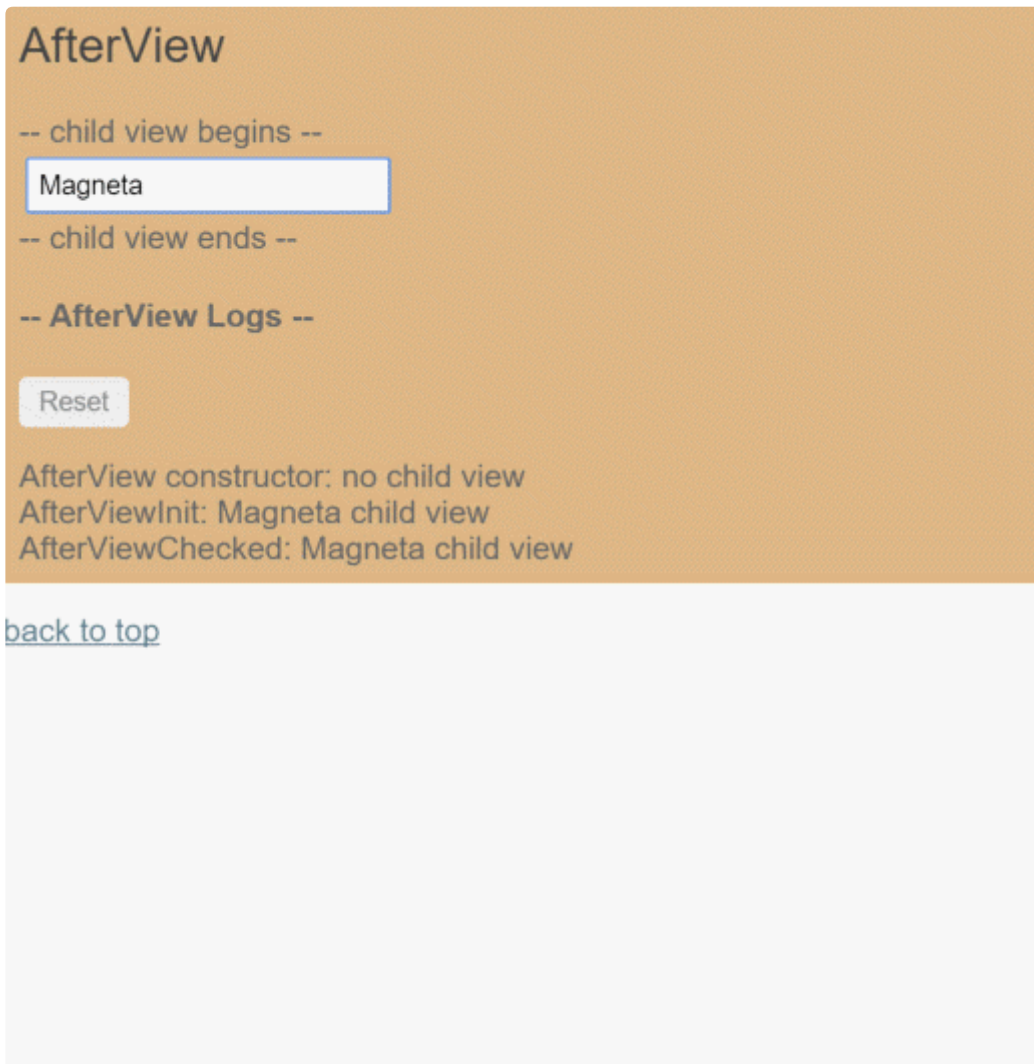 AfterView
-- child view begins --
Magneta
-- child view ends --
-- AfterView Logs --
Reset
AfterView constructor: no child view
AfterViewInit: Magneta child view
AfterViewChecked: Magneta child view
back to top